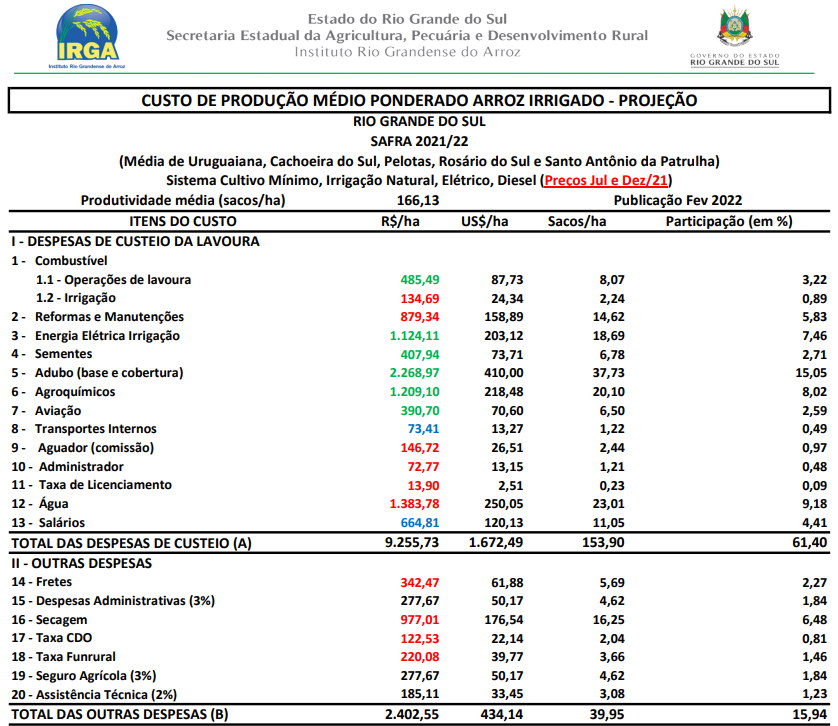 IRGA
Instituto Rio Grandense do Arroz
Estado do Rio Grande do Sul
Secretaria Estadual da Agricultura, Pecuária e Desenvolvimento Rural
Instituto Rio Grandense do Arroz
GOVERNO DO ESTADO
RIO GRANDE DO SUL
CUSTO DE PRODUÇÃO MÉDIO PONDERADO ARROZ IRRIGADO - PROJEÇÃO
RIO GRANDE DO SUL
SAFRA 2021/22
(Média de Uruguaiana, Cachoeira do Sul, Pelotas, Rosário do Sul e Santo Antônio da Patrulha)
Sistema Cultivo Mínimo, Irrigação Natural, Elétrico, Diesel (Preços Jul e Dez/21)
Produtividade média (sacos/ha) 166,13 Publicação Fev 2022
ITENS DO CUSTO R$/ha US$/ha Sacos/ha Participação (em %)
I - DESPESAS DE CUSTEIO DA LAVOURA
1 - Combustível
1.1 - Operações de lavoura 485,49 87,73 8,07 3,22
1.2 - Irrigação 134,69 24,34 2,24 0,89
2 - Reformas e Manutenções 879,34 158,89 14,62 5,83
3 - Energia Elétrica Irrigação 1.124,11 203,12 18,69 7,46
4 - Sementes 407,94 73,71 6,78 2,71
5 - Adubo (base e cobertura) 2.268,97 410,00 37,73 15,05
6 - Agroquímicos 1.209,10 218,48 20,10 8,02
7 - Aviação 390,70 70,60 6,50 2,59
8 - Transportes Internos 73,41 13,27 1,22 0,49
9 - Aguador (comissão) 146,72 26,51 2,44 0,97
10 - Administrador 72,77 13,15 1,21 0,48
11 - Taxa de Licenciamento 13,90 2,51 0,23 0,09
12 - Água 1.383,78 250,05 23,01 9,18
13 - Salários 664,81 120,13 11,05 4,41
TOTAL DAS DESPESAS DE CUSTEIO (A) 9.255,73 1.672,49 153,90 61,40
II - OUTRAS DESPESAS
14 - Fretes 342,47 61,88 5,69 2,27
15 - Despesas Administrativas (3%) 277,67 50,17 4,62 1,84
16 - Secagem 977,01 176,54 16,25 6,48
17 - Taxa CDO 122,53 22,14 2,04 0,81
18 - Taxa Funrural 220,08 39,77 3,66 1,46
19 - Seguro Agrícola (3%) 277,67 50,17 4,62 1,84
20 - Assistência Técnica (2%) 185,11 33,45 3,08 1,23
TOTAL DAS OUTRAS DESPESAS (B) 2.402,55 434,14 39,95 15,94